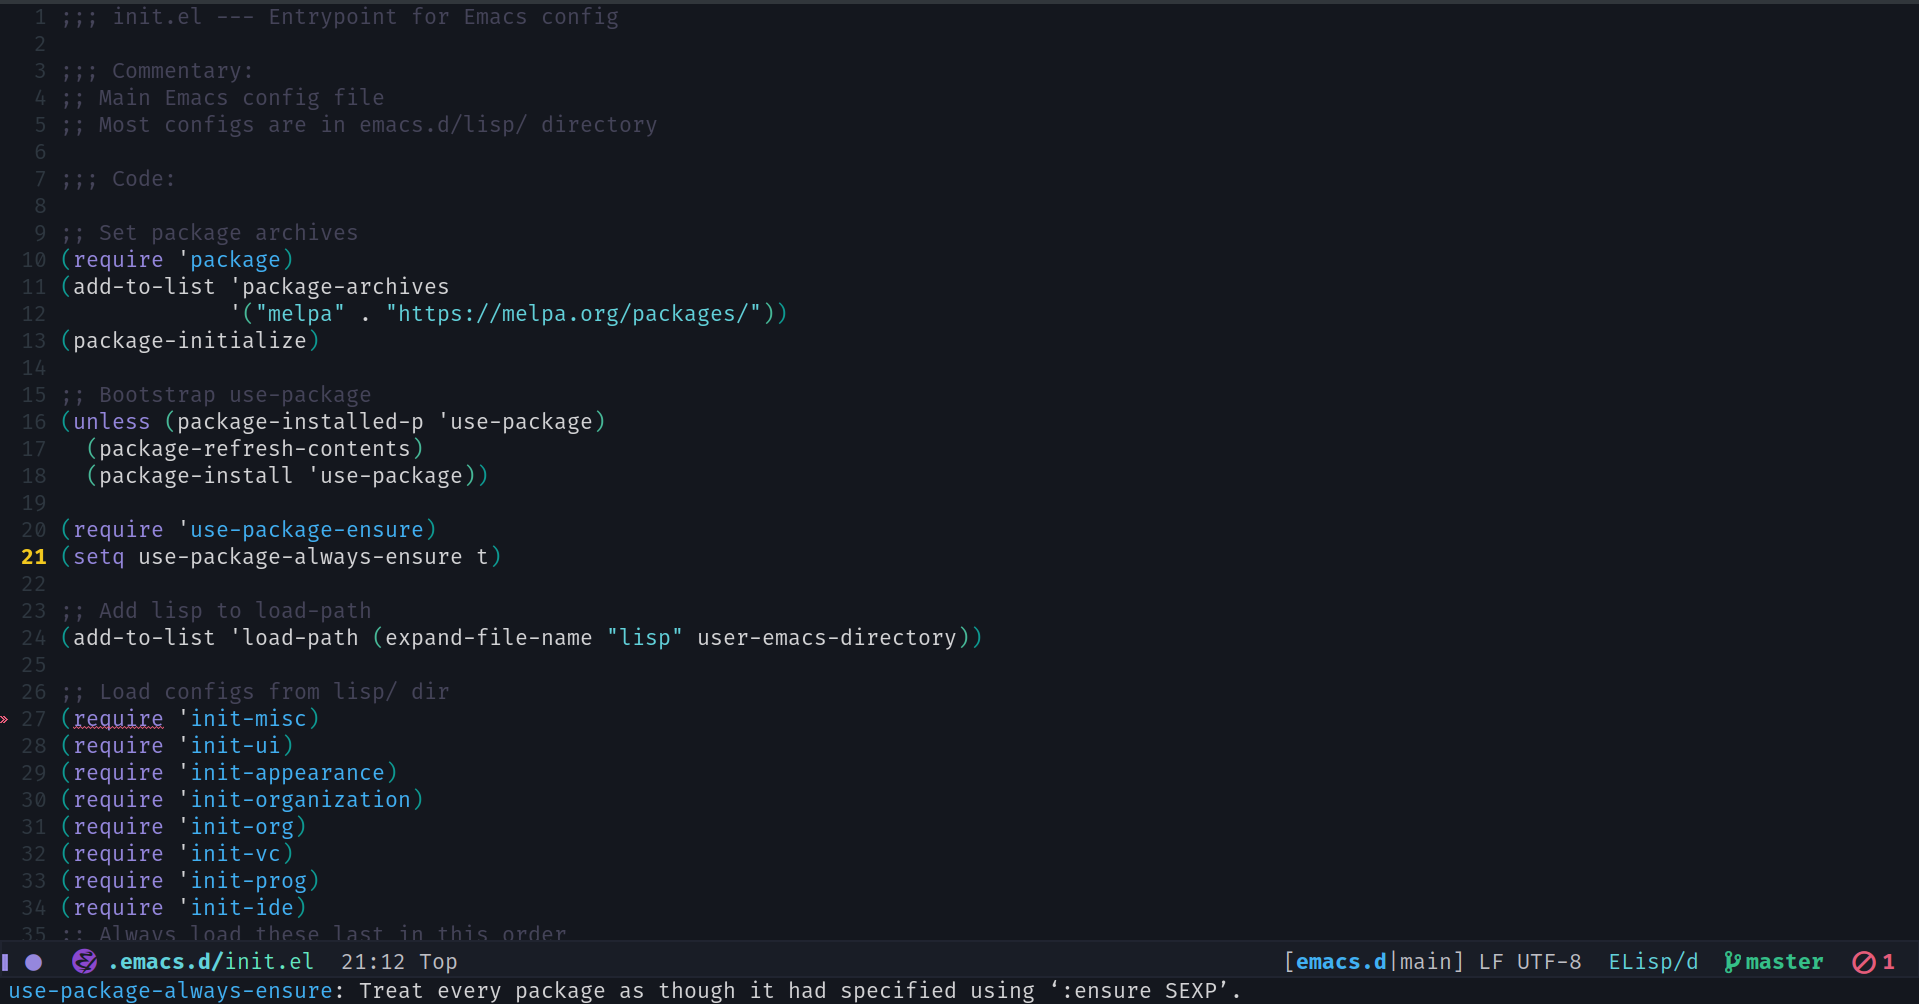 1 ;;; init.el --- Entrypoint for Emacs config
2
3 ;;; Commentary:
4 ;; Main Emacs config file
5 ;; Most configs are in emacs.d/lisp/ directory
6
7 ;;; Code:
8
9 ;; Set package archives
10 (require 'package)
11 (add-to-list 'package-archives
12              '("melpa" . "https://melpa.org/packages/"))
13 (package-initialize)
14
15 ;; Bootstrap use-package
16 (unless (package-installed-p 'use-package)
17   (package-refresh-contents)
18   (package-install 'use-package))
19
20 (require 'use-package-ensure)
21 (setq use-package-always-ensure t)
22
23 ;; Add lisp to load-path
24 (add-to-list 'load-path (expand-file-name "lisp" user-emacs-directory))
25
26 ;; Load configs from lisp/ dir
» 27 (require 'init-misc)
28 (require 'init-ui)
29 (require 'init-appearance)
30 (require 'init-organization)
31 (require 'init-org)
32 (require 'init-vc)
33 (require 'init-prog)
34 (require 'init-ide)
35 ;; Always load these last in this order
.emacs.d/init.el 21:12 Top [emacs.d|main] LF UTF-8 ELisp/d master 1
use-package-always-ensure: Treat every package as though it had specified using ‘:ensure SEXP’.